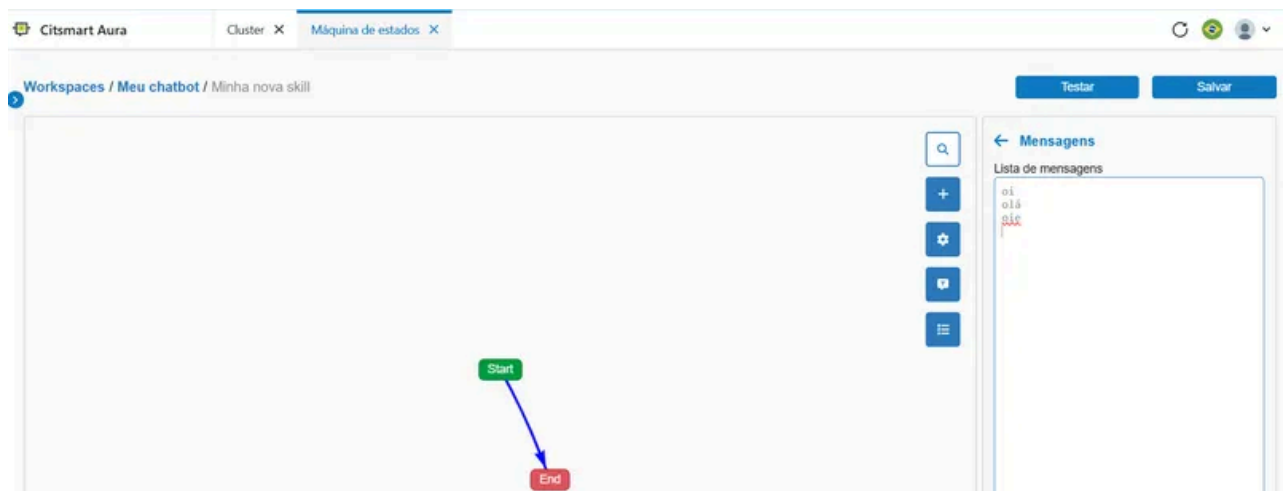 Citsmart Aura
Cluster
Máquina de estados
Workspaces / Meu chatbot / Minha nova skill
Testar
Salvar
Mensagens
Lista de mensagens
oi
olá
oie
Start
End